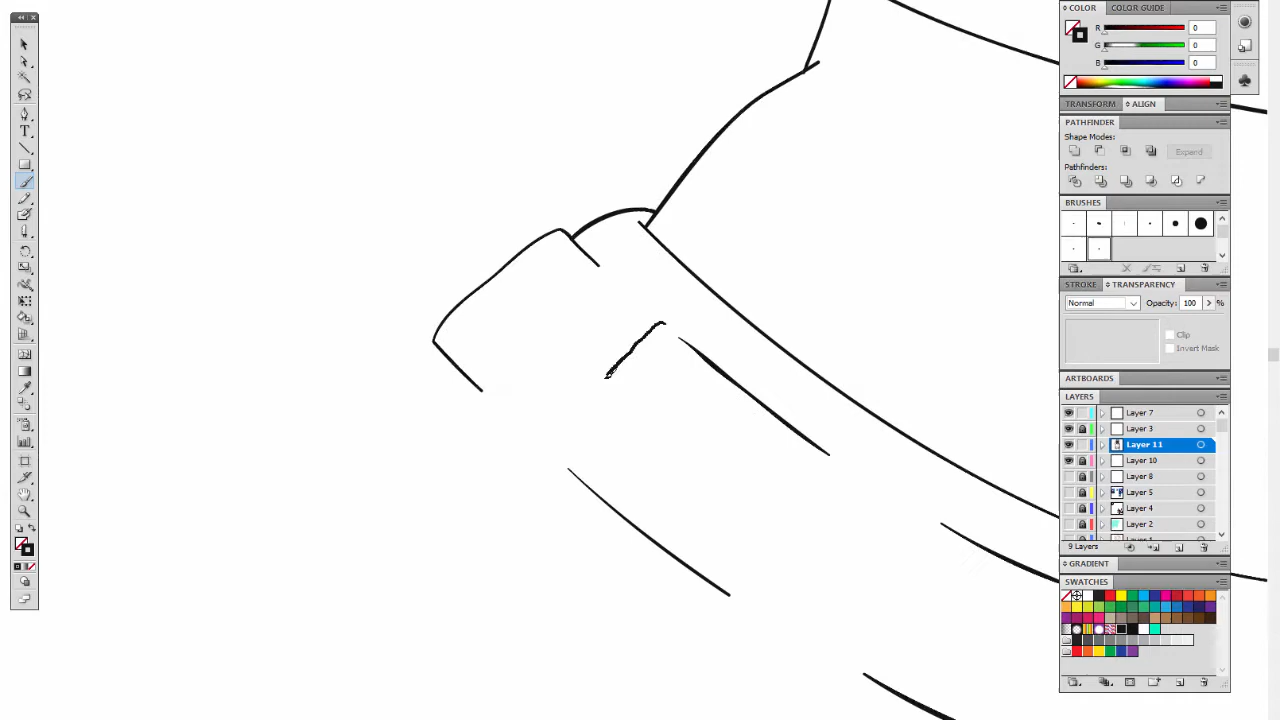 COLOR COLOR GUIDE
R 0
G 0
B 0
TRANSFORM ALIGN
PATHFINDER
Shape Modes:
Expand
Pathfinders:
BRUSHES
STROKE TRANSPARENCY
Normal Opacity: 100 %
Clip
Invert Mask
ARTBOARDS
LAYERS
Layer 7
Layer 3
Layer 11
Layer 10
Layer 8
Layer 5
Layer 4
Layer 2
9 Layers
GRADIENT
SWATCHES